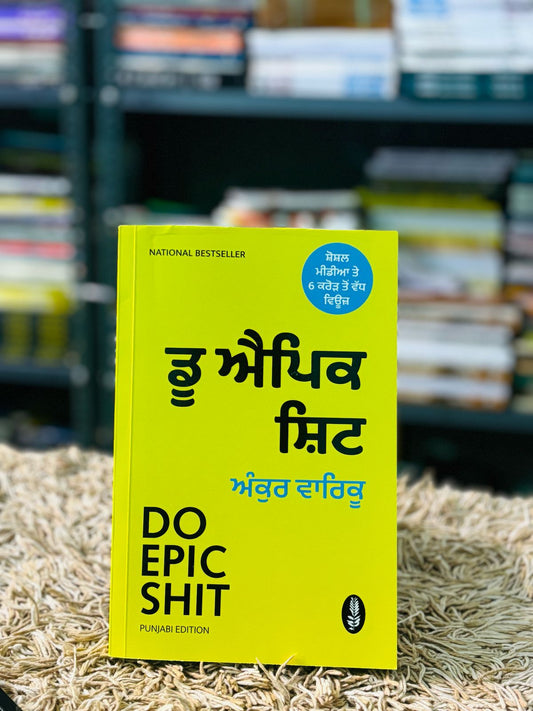 NATIONAL BESTSELLER
ਸ਼ੋਸ਼ਲ
ਮੀਡੀਆ ਤੇ
6 ਕਰੋੜ ਤੋਂ ਵੱਧ
ਵਿਊਜ਼
ਡੂ ਐਪਿਕ
ਸ਼ਿਟ
ਅੰਕੁਰ ਵਾਰਿਕੂ
DO
EPIC
SHIT
PUNJABI EDITION